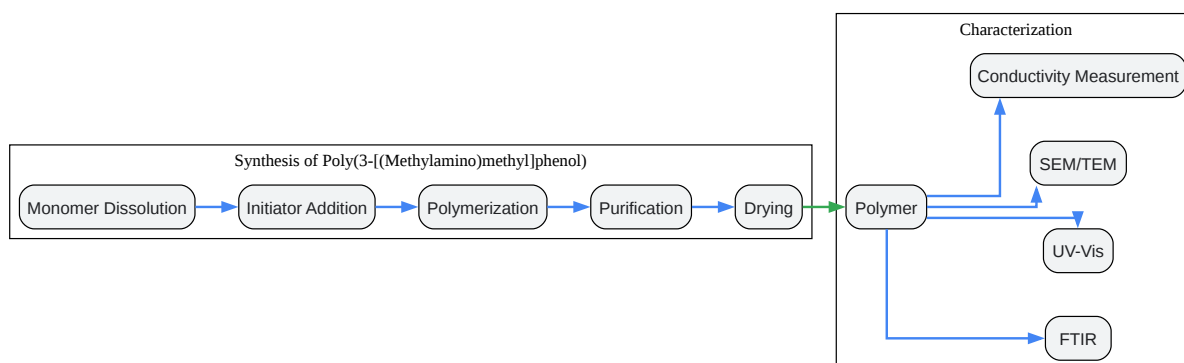 Characterization
Conductivity Measurement
Synthesis of Poly(3-[(Methylamino)methyl]phenol)
SEM/TEM
Monomer Dissolution
Initiator Addition
Polymerization
Purification
Drying
Polymer
UV-Vis
FTIR